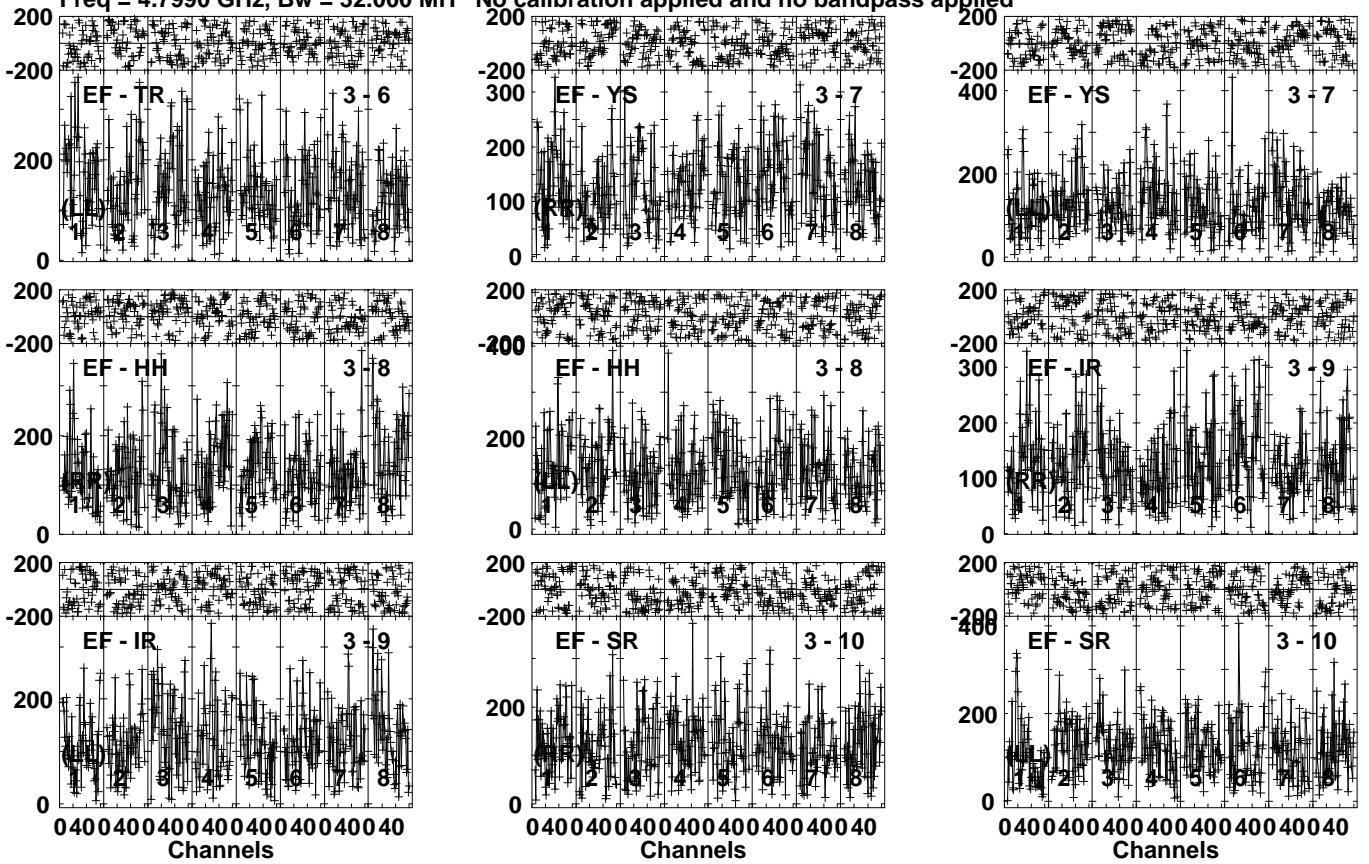 Freq = 4.7990 GHz, Bw = 32.000 MH No calibration applied and no bandpass applied
200 200 200
-200 -200 -200
EF - TR 3 - 6 300 EF - YS 3 - 7 400 EF - YS 3 - 7
200 200 200
100
(LL) (RR) (LL)
1 2 3 4 5 6 7 8 1 2 3 4 5 6 7 8 1 2 3 4 5 6 7 8
0 0 0
200 200 200
-200 -200 -200
400
EF - HH 3 - 8 EF - HH 3 - 8 300 EF - IR 3 - 9
200 200 200
100
(RR) (LL) (RR)
1 2 3 4 5 6 7 8 1 2 3 4 5 6 7 8 1 2 3 4 5 6 7 8
0 0 0
200 200 200
-200 -200 -200
400
EF - IR 3 - 9 EF - SR 3 - 10 EF - SR 3 - 10
200 200 200
(LL) (RR) (LL)
1 2 3 4 5 6 7 8 1 2 3 4 5 6 7 8 1 2 3 4 5 6 7 8
0 0 0
0 40 0 40 0 40 0 40 0 40 0 40 0 40 0 40 0 40 0 40 0 40 0 40 0 40 0 40 0 40 0 40 0 40 0 40 0 40 0 40 0 40 0 40 0 40 0 40
Channels Channels Channels